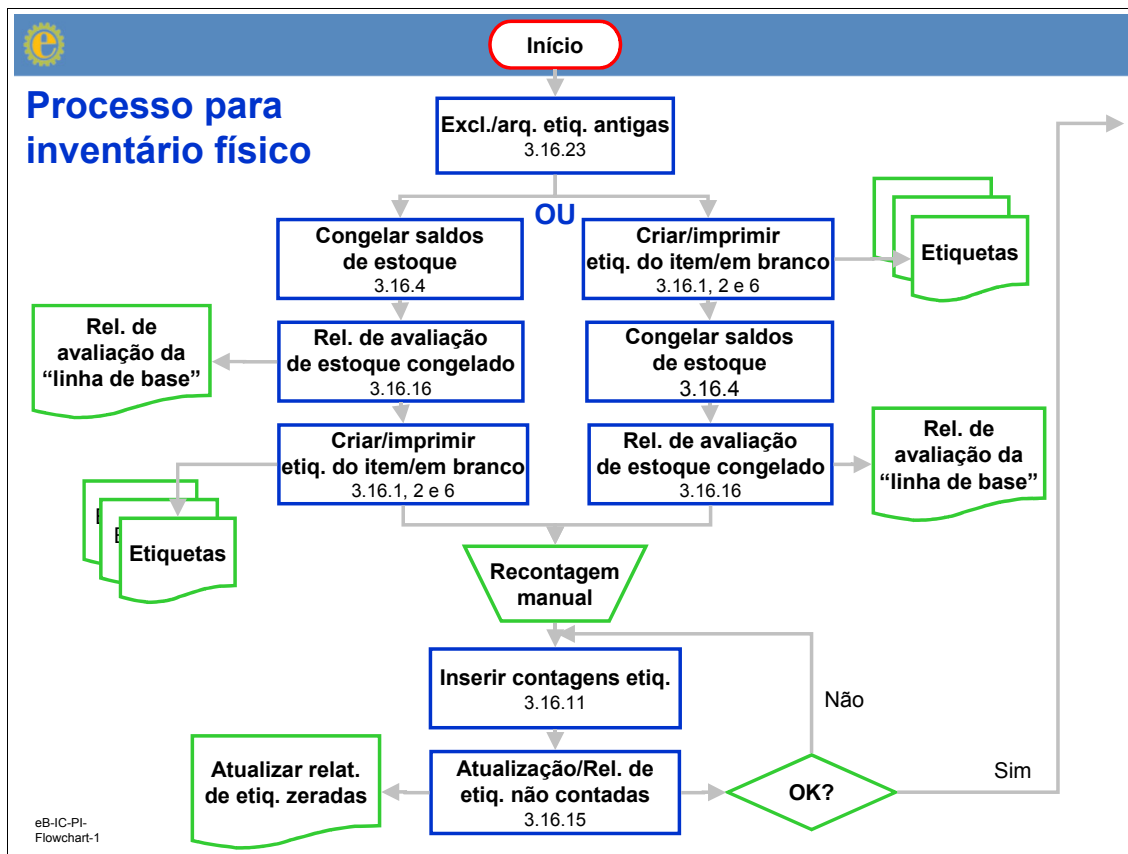 e
Início
Processo para
inventário físico
Excl./arq. etiq. antigas
3.16.23
OU
Congelar saldos
de estoque
3.16.4
Criar/imprimir
etiq. do item/em branco
3.16.1, 2 e 6
Etiquetas
Rel. de
avaliação da
“linha de base”
Rel. de avaliação
de estoque congelado
3.16.16
Congelar saldos
de estoque
3.16.4
Criar/imprimir
etiq. do item/em branco
3.16.1, 2 e 6
Rel. de avaliação
de estoque congelado
3.16.16
Rel. de
avaliação da
“linha de base”
E
E
Etiquetas
Recontagem
manual
Inserir contagens etiq.
3.16.11
Não
Atualizar relat.
de etiq. zeradas
Atualização/Rel. de
etiq. não contadas
3.16.15
OK?
Sim
eB-IC-PI-
Flowchart-1